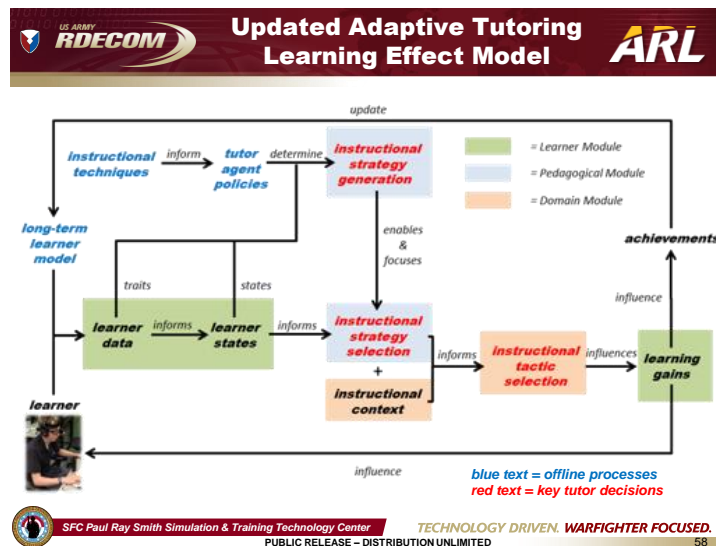 US ARMY
RDECOM
Updated Adaptive Tutoring
Learning Effect Model
ARL
update
instructional
techniques
inform
tutor
agent
policies
determine
instructional
strategy
generation
= Learner Module
= Pedagogical Module
= Domain Module
long-term
learner
model
enables
&
focuses
achievements
traits
states
influence
learner
data
informs
learner
states
informs
instructional
strategy
selection
+
instructional
context
informs
instructional
tactic
selection
influences
learning
gains
learner
influence
blue text = offline processes
red text = key tutor decisions
SFC Paul Ray Smith Simulation & Training Technology Center
TECHNOLOGY DRIVEN. WARFIGHTER FOCUSED.
PUBLIC RELEASE – DISTRIBUTION UNLIMITED
58